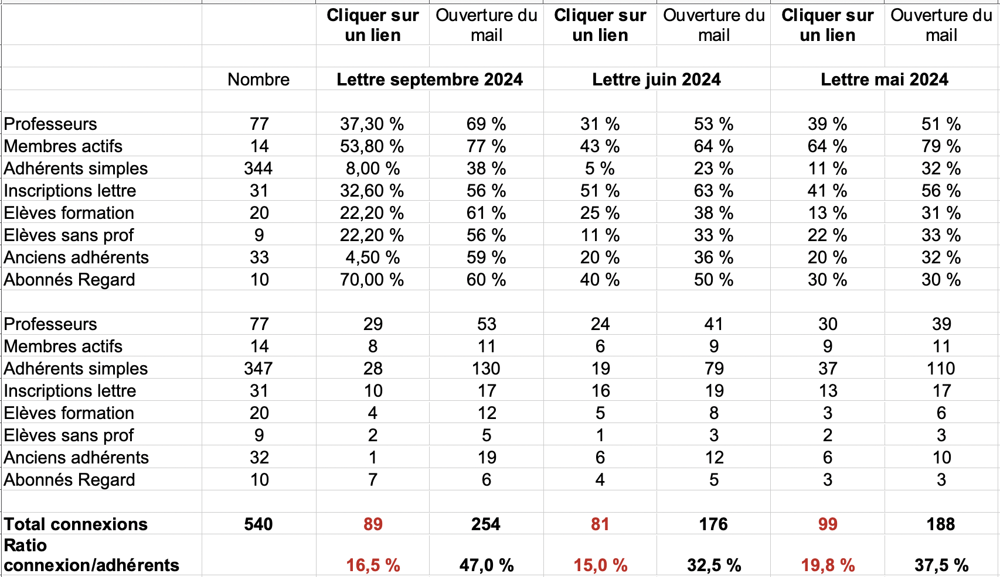 Cliquer sur un lien Ouverture du mail Cliquer sur un lien Ouverture du mail Cliquer sur un lien Ouverture du mail
Nombre Lettre septembre 2024 Lettre juin 2024 Lettre mai 2024
Professeurs 77 37,30 % 69 % 31 % 53 % 39 % 51 %
Membres actifs 14 53,80 % 77 % 43 % 64 % 64 % 79 %
Adhérents simples 344 8,00 % 38 % 5 % 23 % 11 % 32 %
Inscriptions lettre 31 32,60 % 56 % 51 % 63 % 41 % 56 %
Elèves formation 20 22,20 % 61 % 25 % 38 % 13 % 31 %
Elèves sans prof 9 22,20 % 56 % 11 % 33 % 22 % 33 %
Anciens adhérents 33 4,50 % 59 % 20 % 36 % 20 % 32 %
Abonnés Regard 10 70,00 % 60 % 40 % 50 % 30 % 30 %
Professeurs 77 29 53 24 41 30 39
Membres actifs 14 8 11 6 9 9 11
Adhérents simples 347 28 130 19 79 37 110
Inscriptions lettre 31 10 17 16 19 13 17
Elèves formation 20 4 12 5 8 3 6
Elèves sans prof 9 2 5 1 3 2 3
Anciens adhérents 32 1 19 6 12 6 10
Abonnés Regard 10 7 6 4 5 3 3
Total connexions 540 89 254 81 176 99 188
Ratio
connexion/adhérents 16,5 % 47,0 % 15,0 % 32,5 % 19,8 % 37,5 %